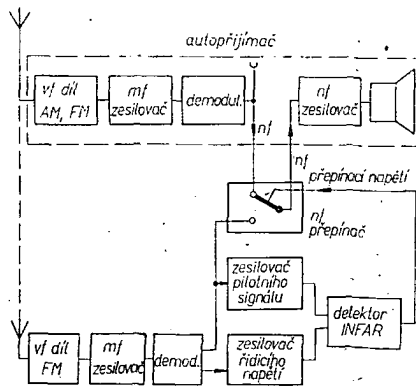 autopřijímač
vf díl
AM, FM
mf
zesilovač
demodul.
nf
zesilovač
nf
nf
přepínací napětí
nf
přepínač
zesilovač
pilotního
signálu
detektor
INFAR
vf díl
FM
mf
zesilovač
demod.
zesilovač
řídicího
napětí